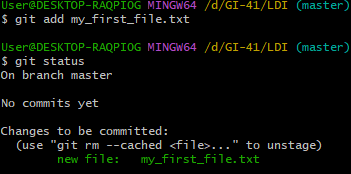 User@DESKTOP-RAQPIOG MINGW64 /d/GI-41/LDI (master)
$ git add my_first_file.txt

User@DESKTOP-RAQPIOG MINGW64 /d/GI-41/LDI (master)
$ git status
On branch master

No commits yet

Changes to be committed:
  (use "git rm --cached <file>..." to unstage)
        new file:   my_first_file.txt